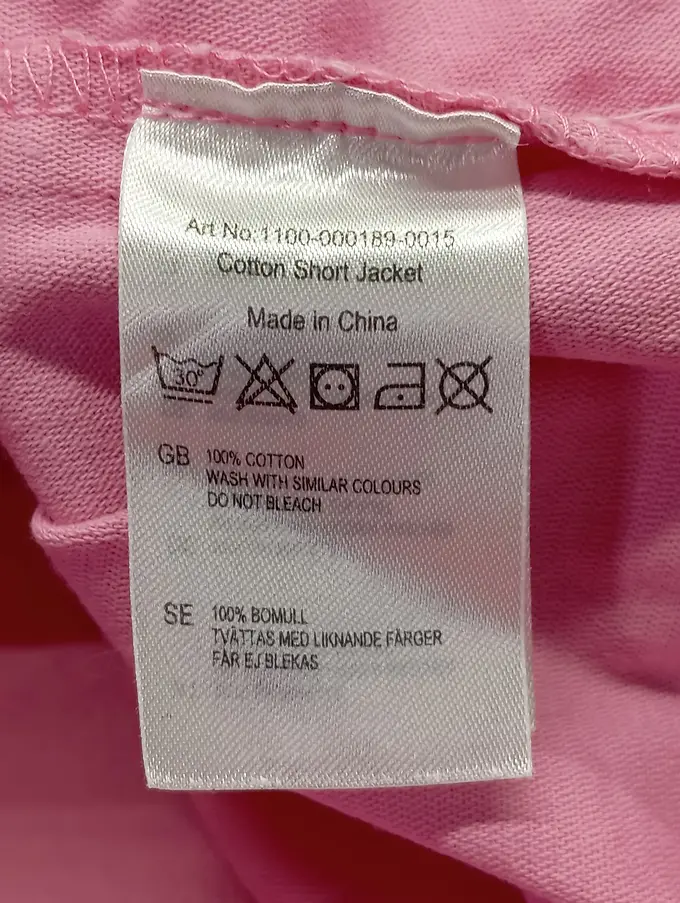 Art No:1100-000189-0015
Cotton Short Jacket
Made in China
30°
GB 100% COTTON
WASH WITH SIMILAR COLOURS
DO NOT BLEACH
SE 100% BOMULL
TVÄTTAS MED LIKNANDE FÄRGER
FÅR EJ BLEKAS